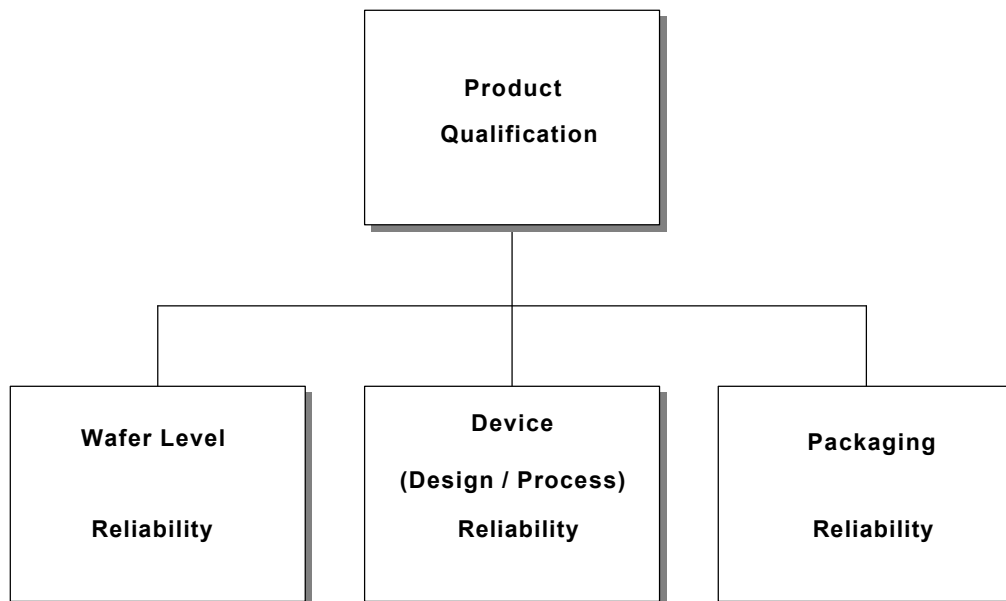 Product
Qualification
Wafer Level
Reliability
Device
(Design / Process)
Reliability
Packaging
Reliability